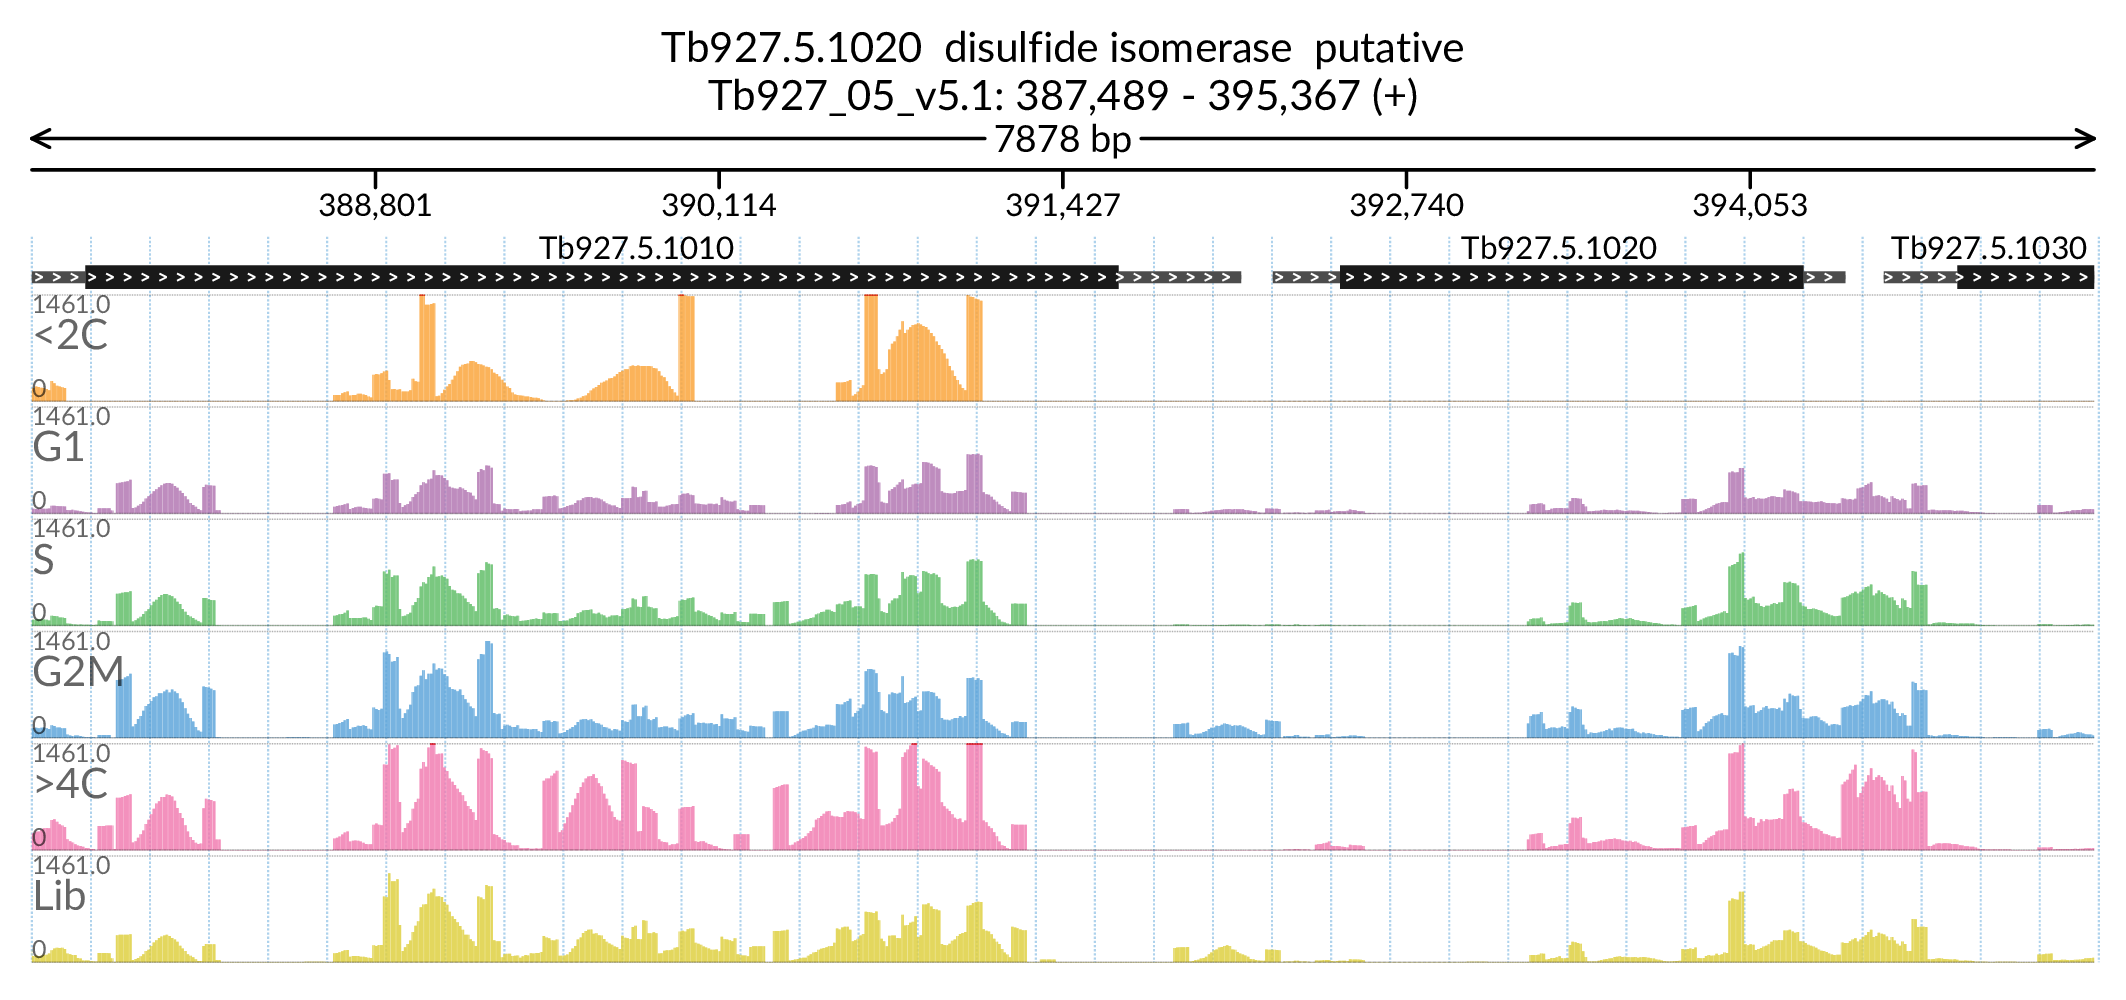 Tb927.5.1020 disulfide isomerase putative
Tb927_05_v5.1: 387,489 - 395,367 (+)
7878 bp
388,801 390,114 391,427 392,740 394,053
Tb927.5.1010 Tb927.5.1020 Tb927.5.1030
1461.0
<2C
0
1461.0
G1
0
1461.0
S
0
1461.0
G2M
0
1461.0
>4C
0
1461.0
Lib
0